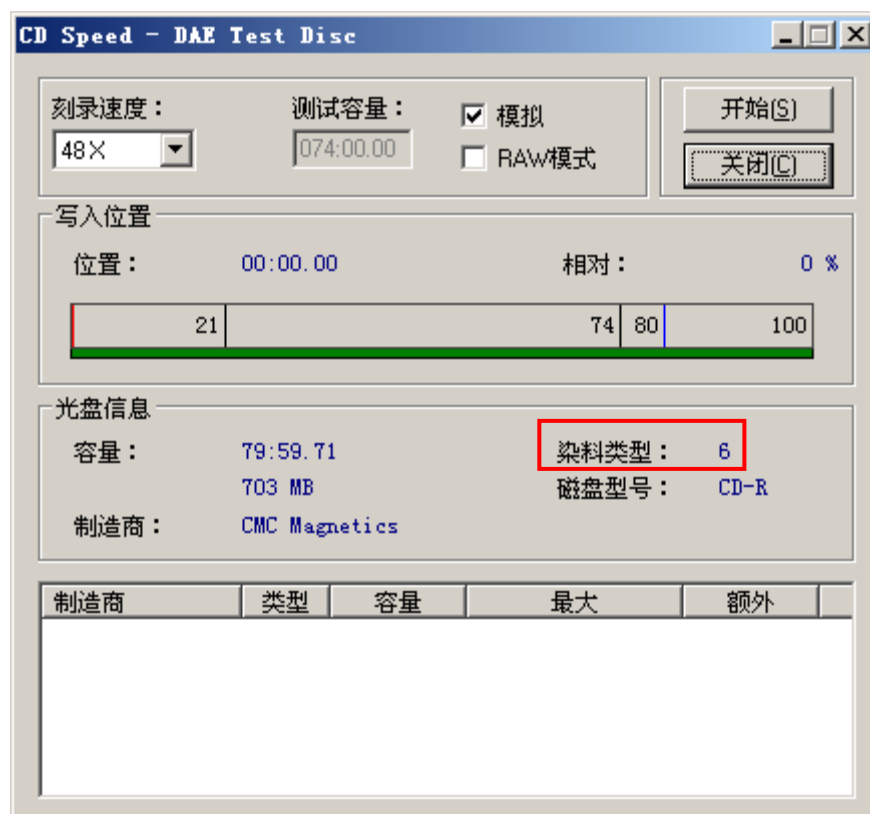 CD Speed - DAE Test Disc
刻录速度： 测试容量： 模拟 开始(S)
48X 074:00.00 RAW模式 关闭(C)
写入位置
位置： 00:00.00 相对： 0 %
21 74 80 100
光盘信息
容量： 79:59.71 染料类型： 6
703 MB 磁盘型号： CD-R
制造商： CMC Magnetics
制造商 类型 容量 最大 额外